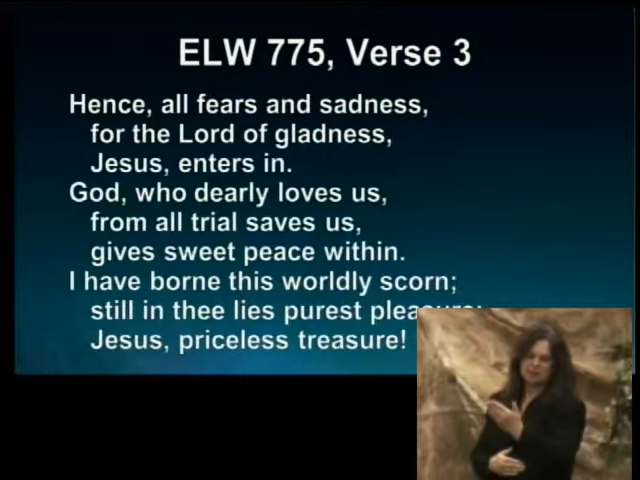 ELW 775, Verse 3
Hence, all fears and sadness,
for the Lord of gladness,
Jesus, enters in.
God, who dearly loves us,
from all trial saves us,
gives sweet peace within.
I have borne this worldly scorn;
still in thee lies purest pleasure;
Jesus, priceless treasure!